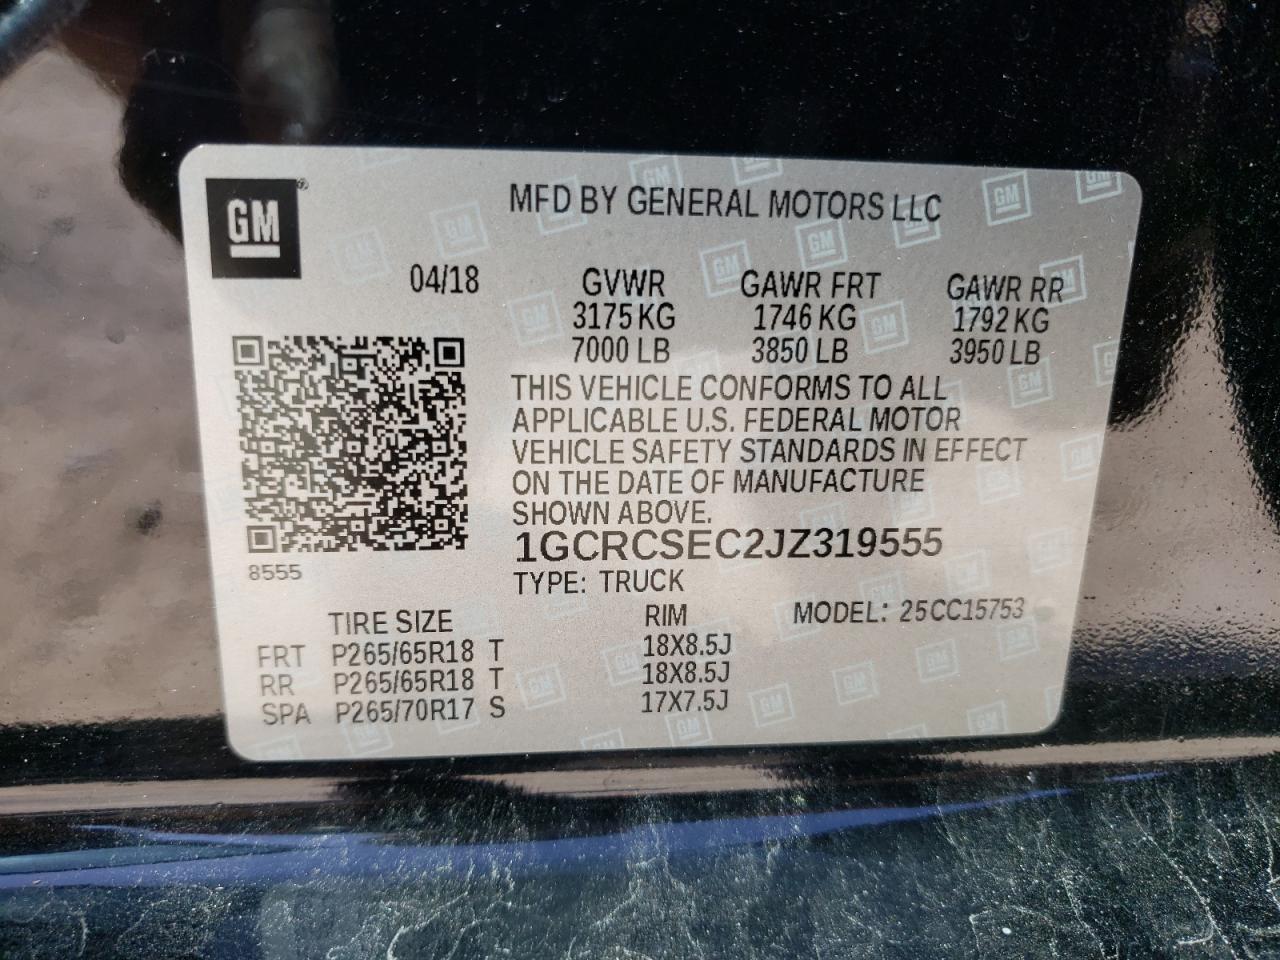 GM
MFD BY GENERAL MOTORS LLC
04/18 GVWR GAWR FRT GAWR RR
3175 KG 1746 KG 1792 KG
7000 LB 3850 LB 3950 LB
THIS VEHICLE CONFORMS TO ALL
APPLICABLE U.S. FEDERAL MOTOR
VEHICLE SAFETY STANDARDS IN EFFECT
ON THE DATE OF MANUFACTURE
SHOWN ABOVE.
1GCRCSEC2JZ319555
8555
TYPE: TRUCK
TIRE SIZE RIM MODEL: 25CC15753
FRT P265/65R18 T 18X8.5J
RR P265/65R18 T 18X8.5J
SPA P265/70R17 S 17X7.5J